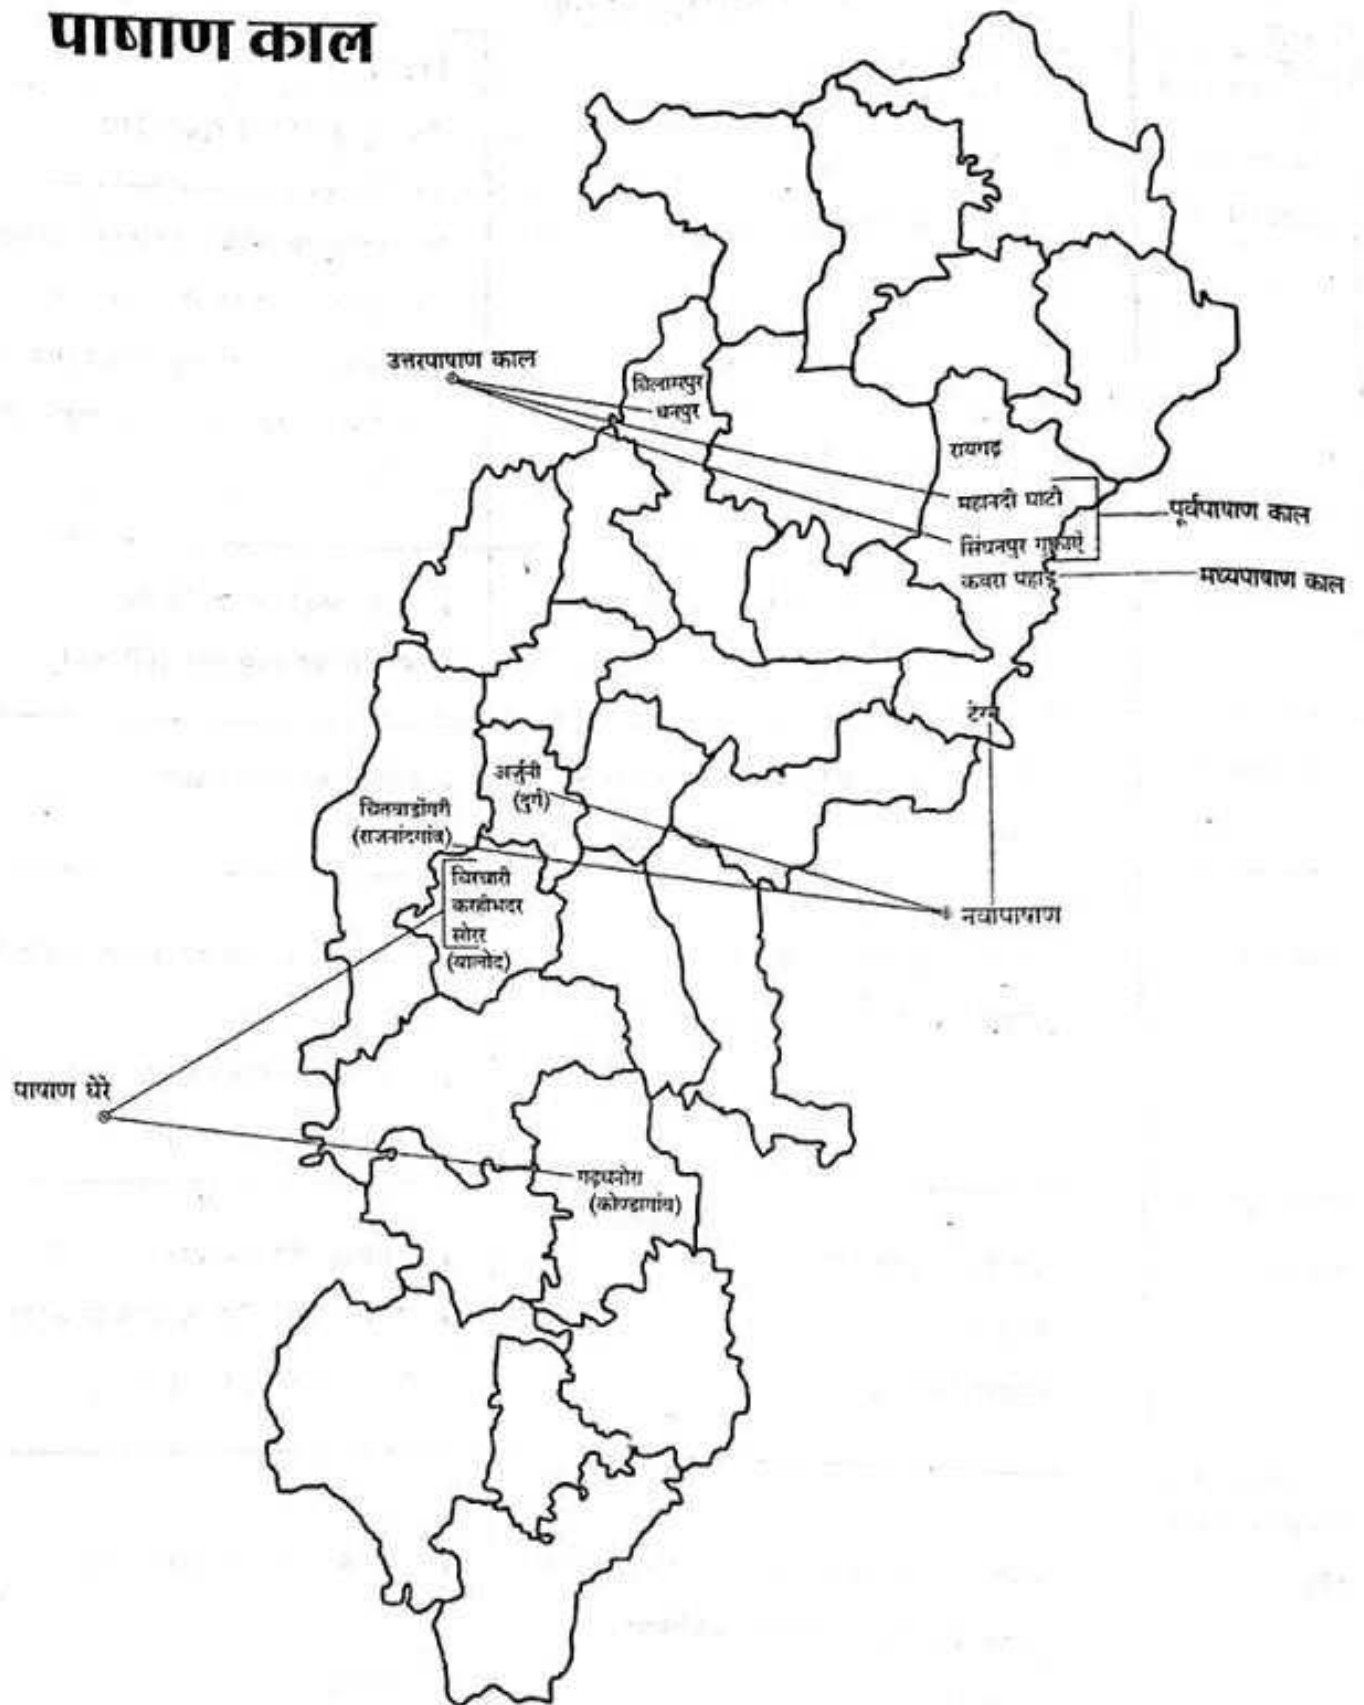 पाषाण काल
उत्तरपाषाण काल
बिलासपुर
धनपुर
रायगढ़
महानदी घाटी
पूर्वपाषाण काल
सिंघनपुर गुफाएँ
कबरा पहाड़
मध्यपाषाण काल
टेरम
अर्जुनी
(दुर्ग)
चितवाडोंगरी
(राजनांदगांव)
चिरचारी
करहीभदर
सोरर
(बालोद)
नवापाषाण
पाषाण घेरे
गढ़धनोरा
(कोण्डागांव)